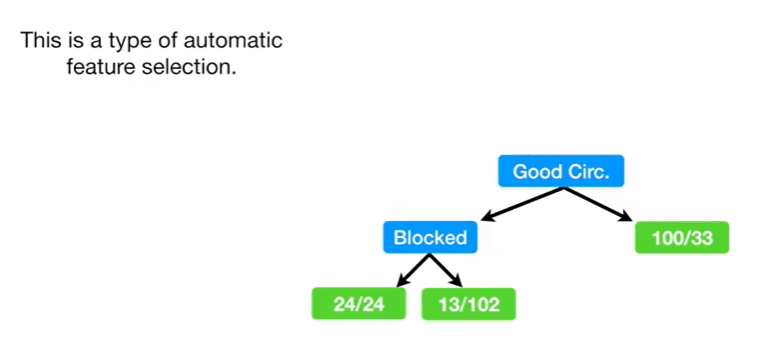 This is a type of automatic
feature selection.
Good Circ.
Blocked
100/33
24/24
13/102